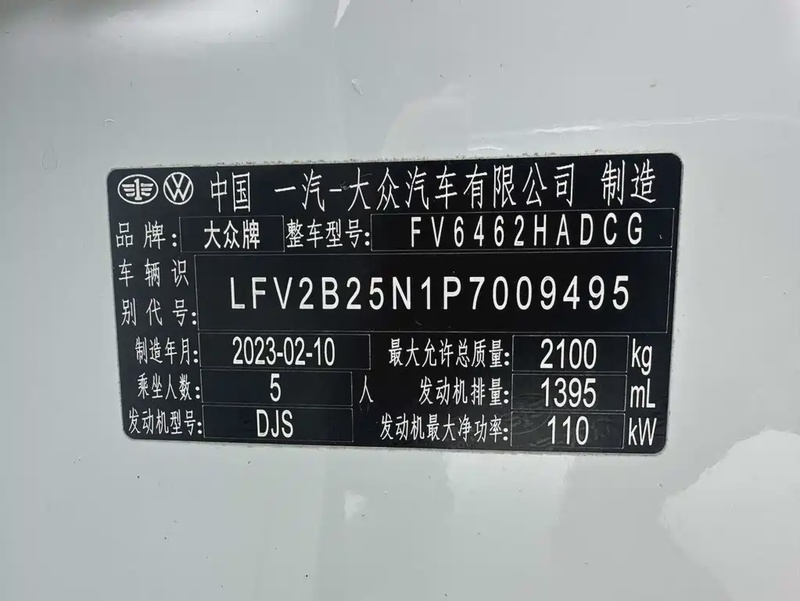 中国 一汽-大众汽车有限公司 制造
品牌: 大众牌 整车型号: FV6462HADCG
车辆识别代号: LFV2B25N1P7009495
制造年月: 2023-02-10 最大允许总质量: 2100 kg
乘坐人数: 5 人 发动机排量: 1395 mL
发动机型号: DJS 发动机最大净功率: 110 kW